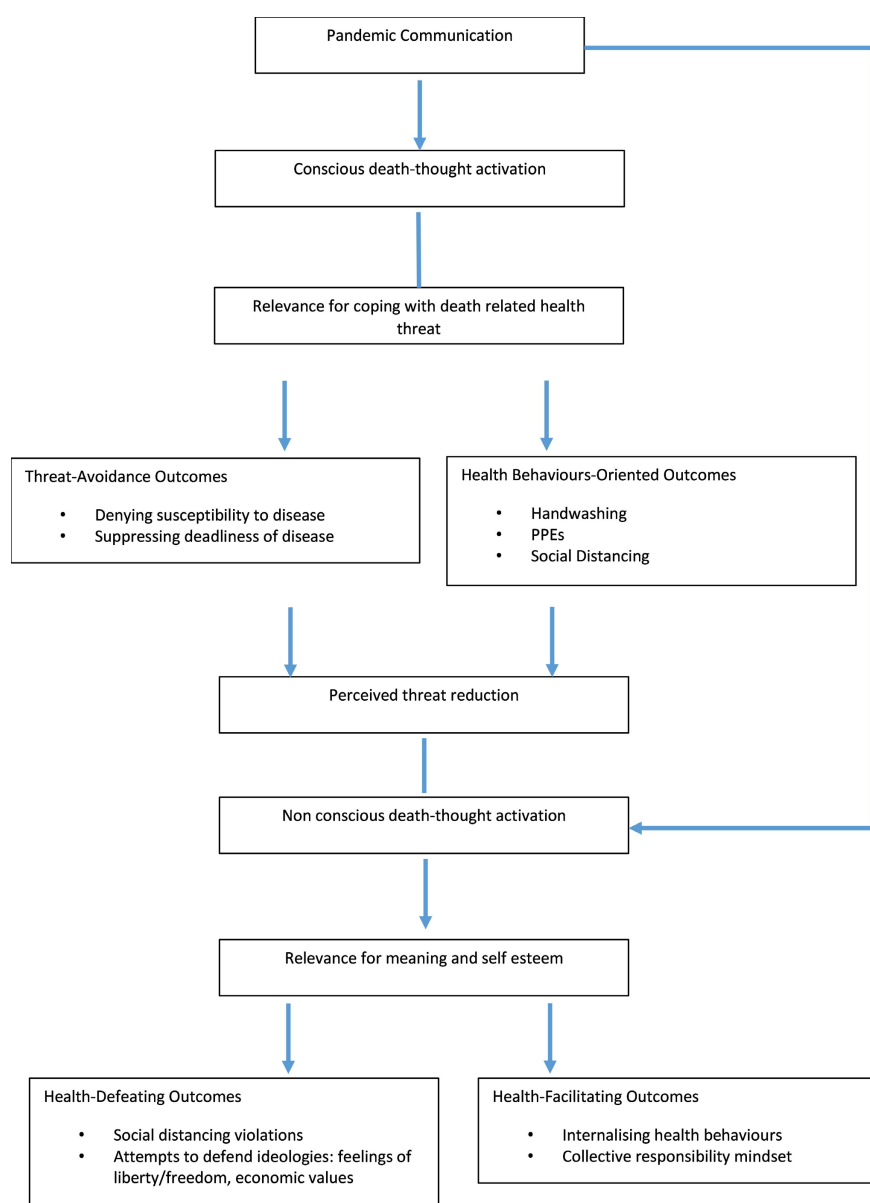 Pandemic Communication
Conscious death-thought activation
Relevance for coping with death related health
threat
Threat-Avoidance Outcomes
• Denying susceptibility to disease
• Suppressing deadliness of disease
Health Behaviours-Oriented Outcomes
• Handwashing
• PPEs
• Social Distancing
Perceived threat reduction
Non conscious death-thought activation
Relevance for meaning and self esteem
Health-Defeating Outcomes
• Social distancing violations
• Attempts to defend ideologies: feelings of
liberty/freedom, economic values
Health-Facilitating Outcomes
• Internalising health behaviours
• Collective responsibility mindset